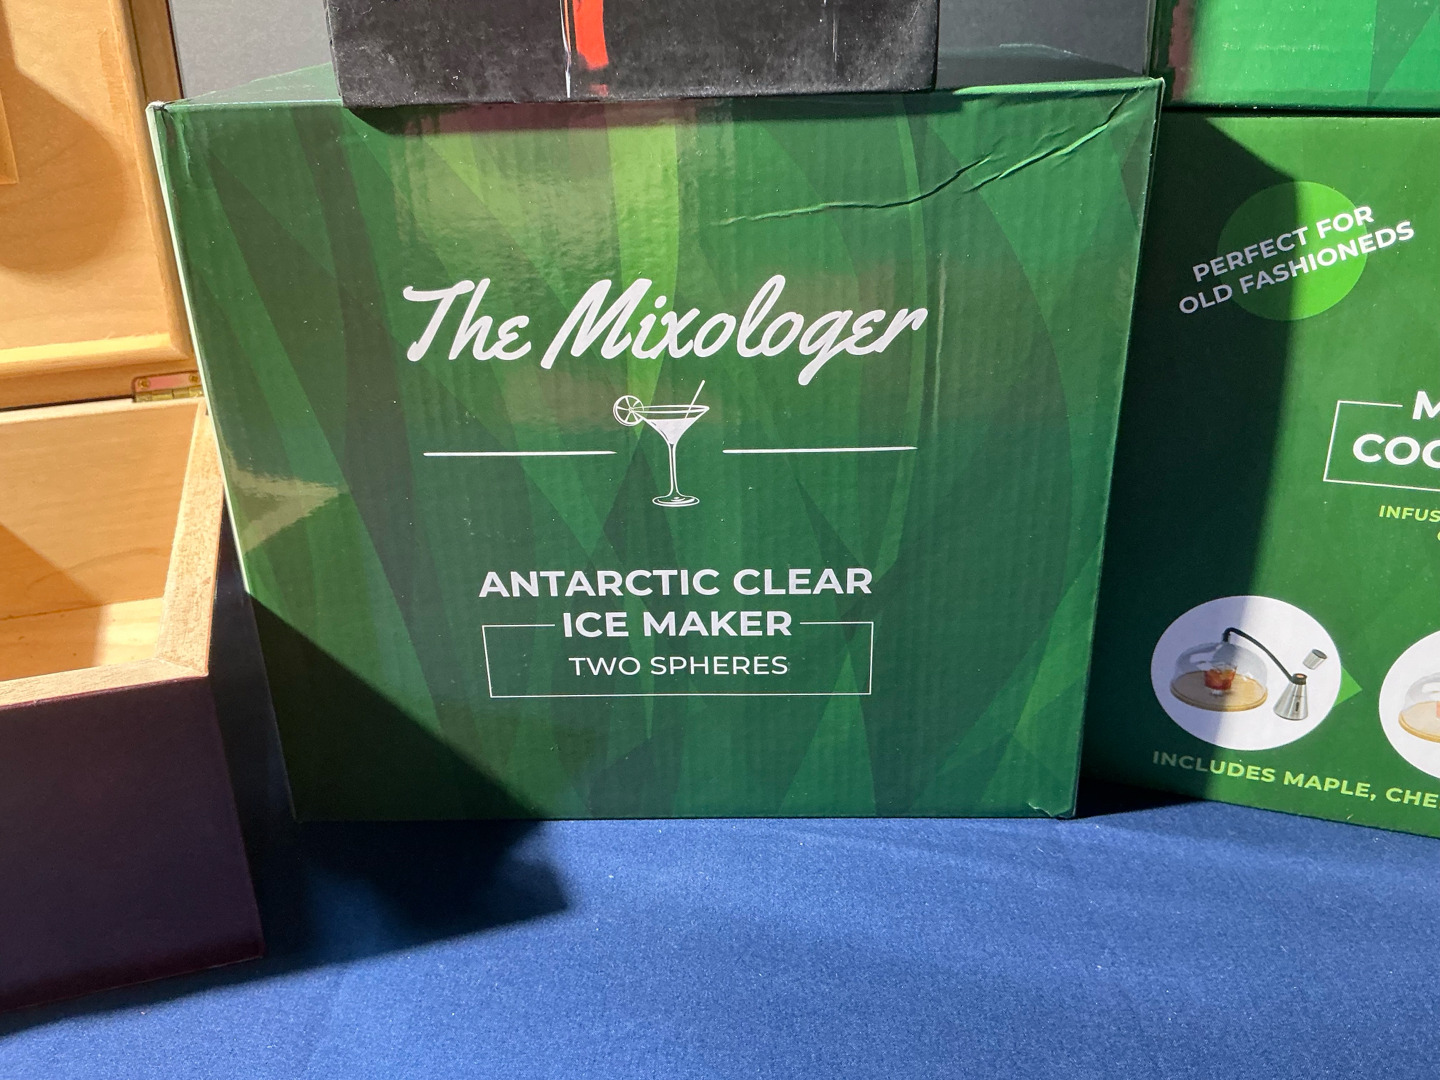 The Mixologer
ANTARCTIC CLEAR
ICE MAKER
TWO SPHERES
PERFECT FOR
OLD FASHIONEDS
INCLUDES MAPLE,